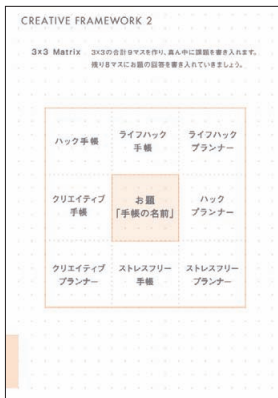 CREATIVE FRAMEWORK 2
3×3 Matrix 3×3の合計9マスを作り、真ん中に課題を書き入れます。
残り8マスにお題の回答を書き入れていきましょう。
ハック手帳
ライフハック
手帳
ライフハック
プランナー
クリエイティブ
手帳
お題
「手帳の名前」
ハック
プランナー
クリエイティブ
プランナー
ストレスフリー
手帳
ストレスフリー
プランナー